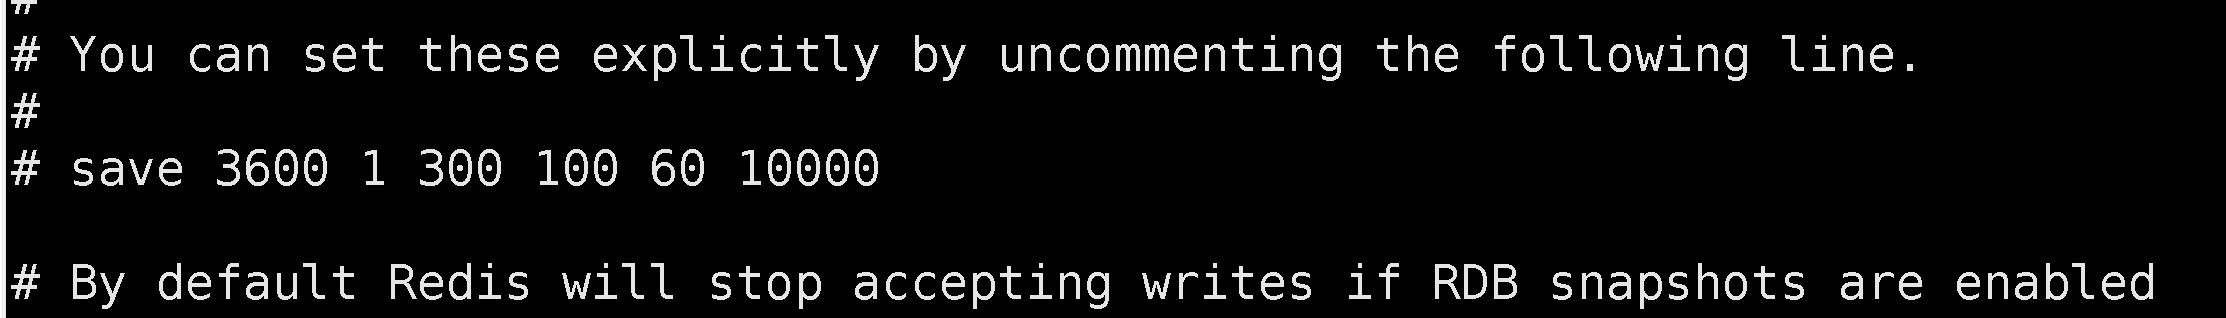 #
# You can set these explicitly by uncommenting the following line.
#
# save 3600 1 300 100 60 10000
# By default Redis will stop accepting writes if RDB snapshots are enabled